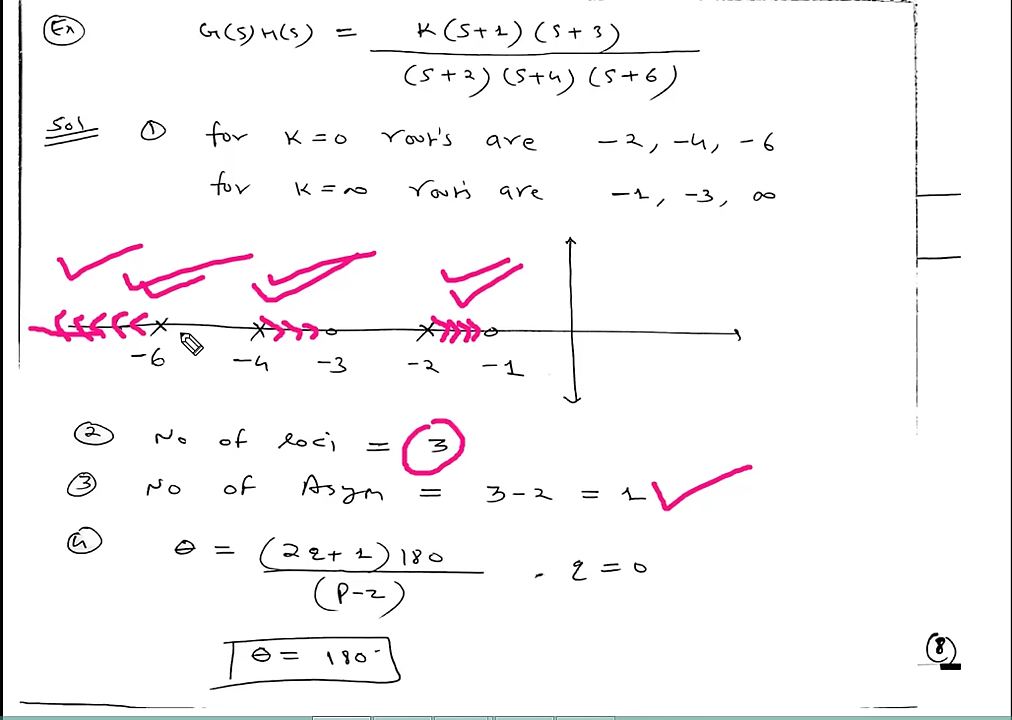 Ex G(s)H(s) = K(s+1)(s+3)
(s+2)(s+4)(s+6)
Sol ① for K=0 root's are -2, -4, -6
for K=∞ roots are -1, -3, ∞
-6 -4 -3 -2 -1
② No of loci = 3
③ No of Asym = 3-2 = 1
④ θ = (2q+1)180
(P-z) . q=0
θ = 180°
8